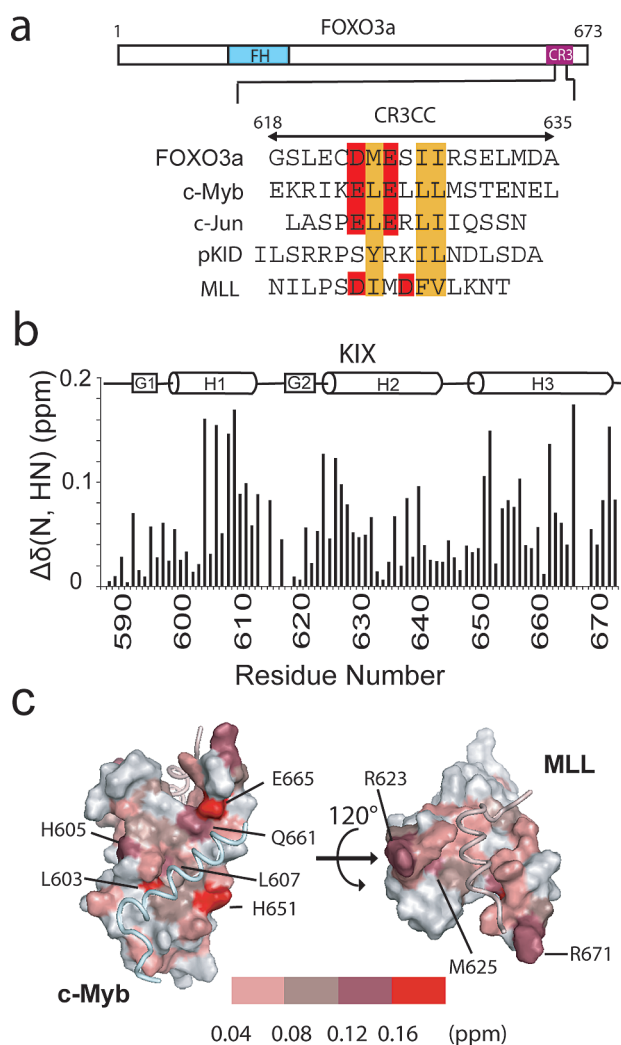 a
1 FOXO3a 673
FH CR3
CR3CC
618 635
FOXO3a GSLECDMESIIRSELMDA
c-Myb EKRIKELELLLMSTENEL
c-Jun LASPELERLIIQSSN
pKID ILSRRPSYRKILNDLSDA
MLL NILPSDIMDFVLKNT
b
KIX
G1 H1 G2 H2 H3
0.2
0.1
0
Δδ(N, HN) (ppm)
590 600 610 620 630 640 650 660 670
Residue Number
c
E665
MLL
R623
H605
Q661
120°
L603
L607
H651
M625
R671
c-Myb
0.04 0.08 0.12 0.16 (ppm)